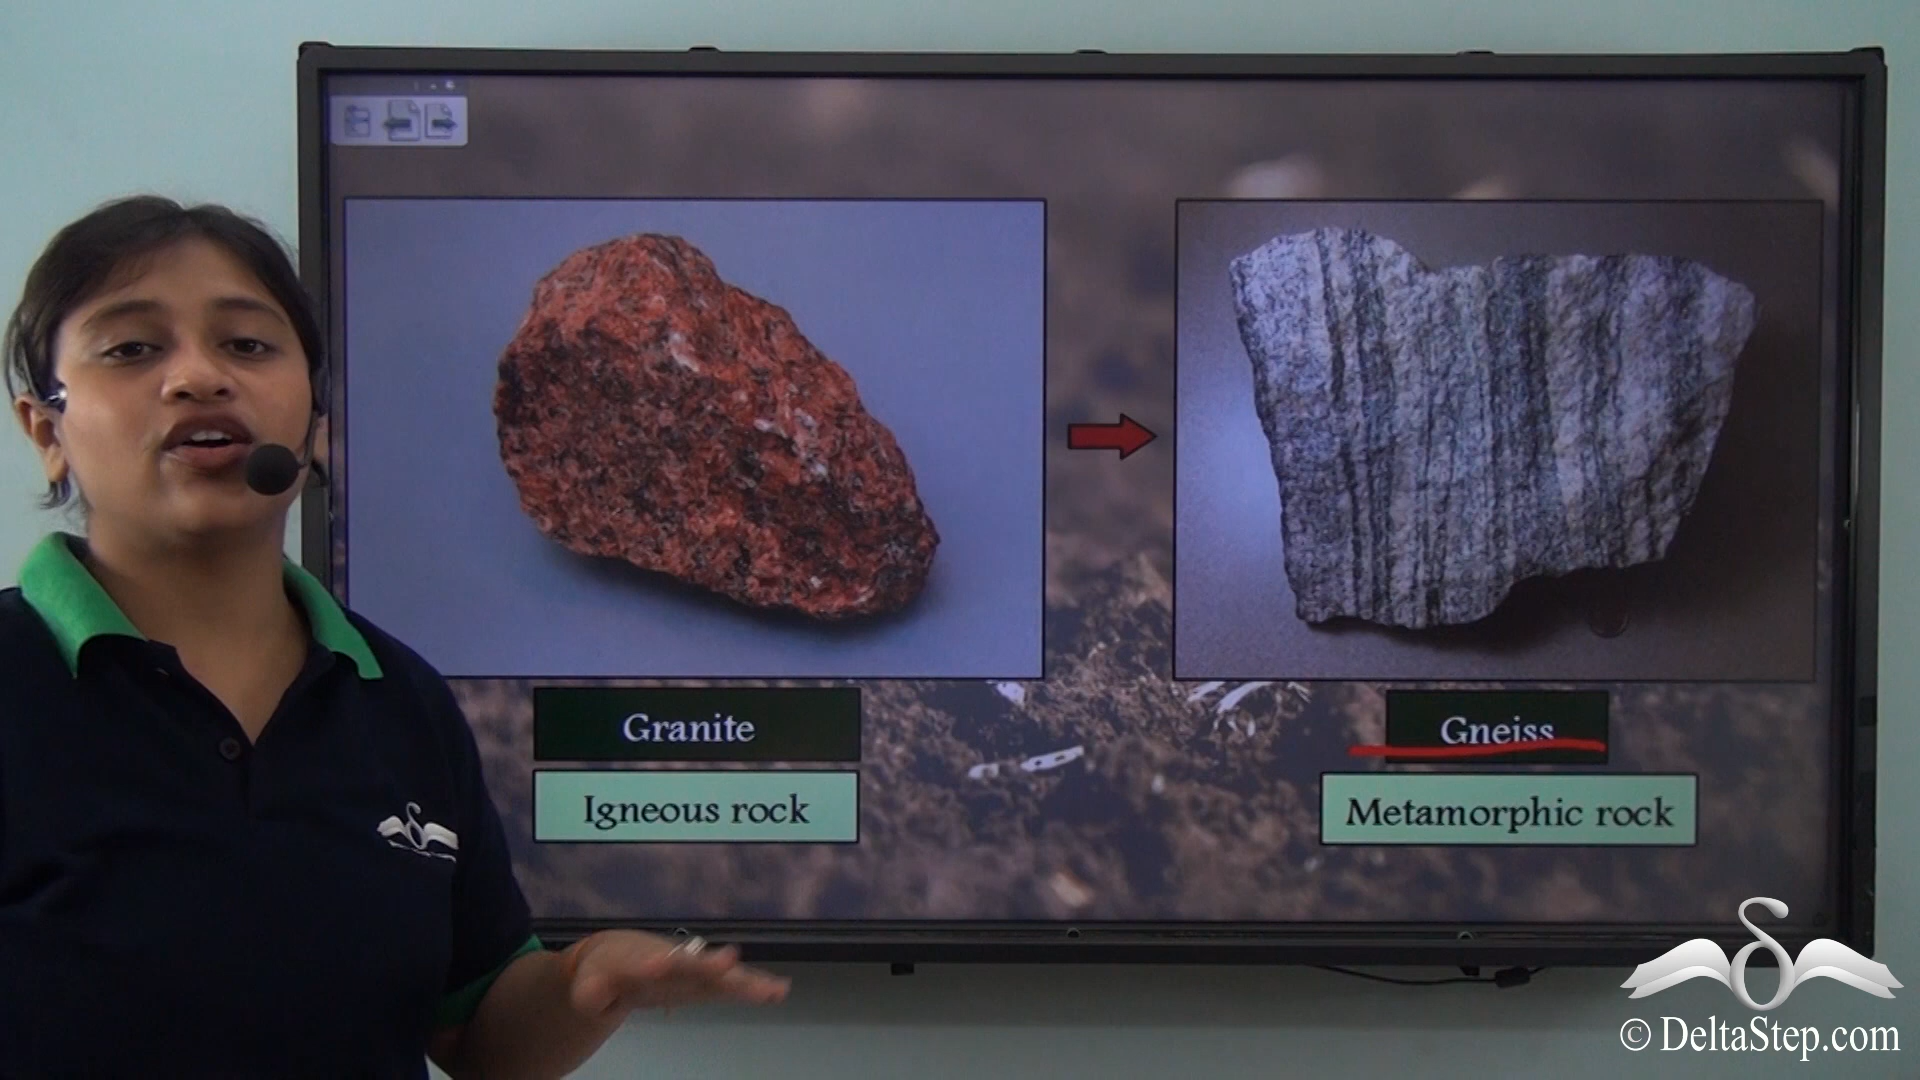 Granite
Gneiss
Igneous rock
Metamorphic rock
© DeltaStep.com